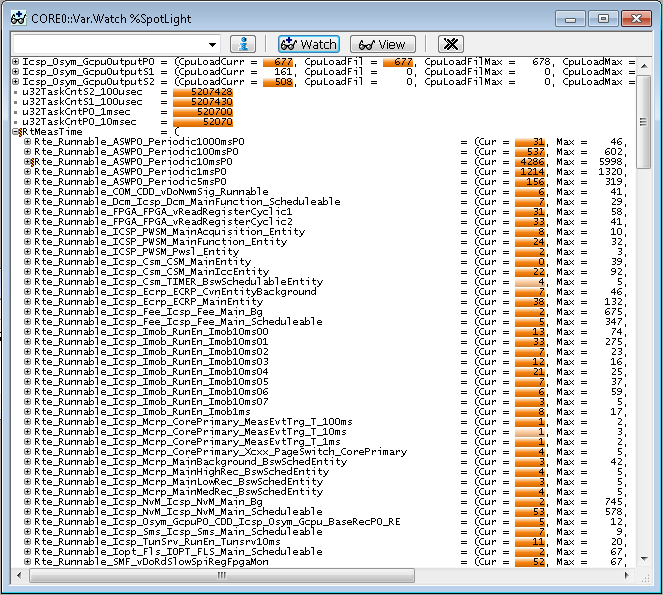 CORE0::Var.Watch %SpotLight
Watch View
Icsp_Osym_GcpuOutputP0 = (CpuLoadCurr = 677, CpuLoadFil = 677, CpuLoadFilMax = 678, CpuLoadMax =
Icsp_Osym_GcpuOutputS1 = (CpuLoadCurr = 161, CpuLoadFil = 0, CpuLoadFilMax = 0, CpuLoadMax =
Icsp_Osym_GcpuOutputS2 = (CpuLoadCurr = 508, CpuLoadFil = 0, CpuLoadFilMax = 0, CpuLoadMax =
u32TaskCntS2_100usec = 5207428
u32TaskCntS1_100usec = 5207430
u32TaskCntP0_1msec = 520700
u32TaskCntP0_10msec = 52070
RtMeasTime = (
Rte_Runnable_ASWP0_Periodic1000msP0 = (Cur = 31, Max = 46,
Rte_Runnable_ASWP0_Periodic100msP0 = (Cur = 537, Max = 602,
Rte_Runnable_ASWP0_Periodic10msP0 = (Cur = 4286, Max = 5998,
Rte_Runnable_ASWP0_Periodic1msP0 = (Cur = 1214, Max = 1320,
Rte_Runnable_ASWP0_Periodic5msP0 = (Cur = 156, Max = 319,
Rte_Runnable_COM_CDD_vDoNwmSig_Runnable = (Cur = 6, Max = 41,
Rte_Runnable_Dcm_Icsp_Dcm_MainFunction_Scheduleable = (Cur = 7, Max = 29,
Rte_Runnable_FPGA_FPGA_vReadRegisterCyclic1 = (Cur = 31, Max = 58,
Rte_Runnable_FPGA_FPGA_vReadRegisterCyclic2 = (Cur = 33, Max = 41,
Rte_Runnable_ICSP_PWSM_MainAcquisition_Entity = (Cur = 8, Max = 10,
Rte_Runnable_ICSP_PWSM_MainFunction_Entity = (Cur = 24, Max = 32,
Rte_Runnable_ICSP_PWSM_Pwsl_Entity = (Cur = 2, Max = 3,
Rte_Runnable_Icsp_Csm_CSM_MainEntity = (Cur = 0, Max = 39,
Rte_Runnable_Icsp_Csm_CSM_MainIccEntity = (Cur = 22, Max = 92,
Rte_Runnable_Icsp_Csm_TIMER_BswSchedulableEntity = (Cur = 4, Max = 5,
Rte_Runnable_Icsp_Ecrp_ECRP_CvnEntityBackground = (Cur = 7, Max = 46,
Rte_Runnable_Icsp_Ecrp_ECRP_MainEntity = (Cur = 38, Max = 132,
Rte_Runnable_Icsp_Fee_Icsp_Fee_Main_Bg = (Cur = 2, Max = 675,
Rte_Runnable_Icsp_Fee_Icsp_Fee_Main_Scheduleable = (Cur = 5, Max = 347,
Rte_Runnable_Icsp_Imob_RunEn_Imob10ms00 = (Cur = 13, Max = 74,
Rte_Runnable_Icsp_Imob_RunEn_Imob10ms01 = (Cur = 33, Max = 275,
Rte_Runnable_Icsp_Imob_RunEn_Imob10ms02 = (Cur = 7, Max = 23,
Rte_Runnable_Icsp_Imob_RunEn_Imob10ms03 = (Cur = 12, Max = 16,
Rte_Runnable_Icsp_Imob_RunEn_Imob10ms04 = (Cur = 21, Max = 25,
Rte_Runnable_Icsp_Imob_RunEn_Imob10ms05 = (Cur = 7, Max = 37,
Rte_Runnable_Icsp_Imob_RunEn_Imob10ms06 = (Cur = 6, Max = 59,
Rte_Runnable_Icsp_Imob_RunEn_Imob10ms07 = (Cur = 3, Max = 5,
Rte_Runnable_Icsp_Imob_RunEn_Imob1ms = (Cur = 8, Max = 17,
Rte_Runnable_Icsp_Mcrp_CorePrimary_MeasEvtTrg_T_100ms = (Cur = 1, Max = 2,
Rte_Runnable_Icsp_Mcrp_CorePrimary_MeasEvtTrg_T_10ms = (Cur = 1, Max = 3,
Rte_Runnable_Icsp_Mcrp_CorePrimary_MeasEvtTrg_T_1ms = (Cur = 1, Max = 2,
Rte_Runnable_Icsp_Mcrp_CorePrimary_Xcxx_PageSwitch_CorePrimary = (Cur = 4, Max = 5,
Rte_Runnable_Icsp_Mcrp_MainBackground_BswSchedEntity = (Cur = 3, Max = 42,
Rte_Runnable_Icsp_Mcrp_MainHighRec_BswSchedEntity = (Cur = 4, Max = 5,
Rte_Runnable_Icsp_Mcrp_MainLowRec_BswSchedEntity = (Cur = 3, Max = 5,
Rte_Runnable_Icsp_Mcrp_MainMedRec_BswSchedEntity = (Cur = 4, Max = 5,
Rte_Runnable_Icsp_NvM_Icsp_NvM_Main_Bg = (Cur = 2, Max = 745,
Rte_Runnable_Icsp_NvM_Icsp_NvM_Main_Scheduleable = (Cur = 53, Max = 578,
Rte_Runnable_Icsp_Osym_GcpuP0_CDD_Icsp_Osym_Gcpu_BaseRecP0_RE = (Cur = 5, Max = 12,
Rte_Runnable_Icsp_Sms_Icsp_Sms_Main_Scheduleable = (Cur = 7, Max = 9,
Rte_Runnable_Icsp_TunSrv_RunEn_Tunsrv10ms = (Cur = 11, Max = 20,
Rte_Runnable_Iopt_Fls_IOPT_FLS_Main_Scheduleable = (Cur = 2, Max = 67,
Rte_Runnable_SMF_vDoRdSlowSpiRegFpgaMon = (Cur = 52, Max = 67,